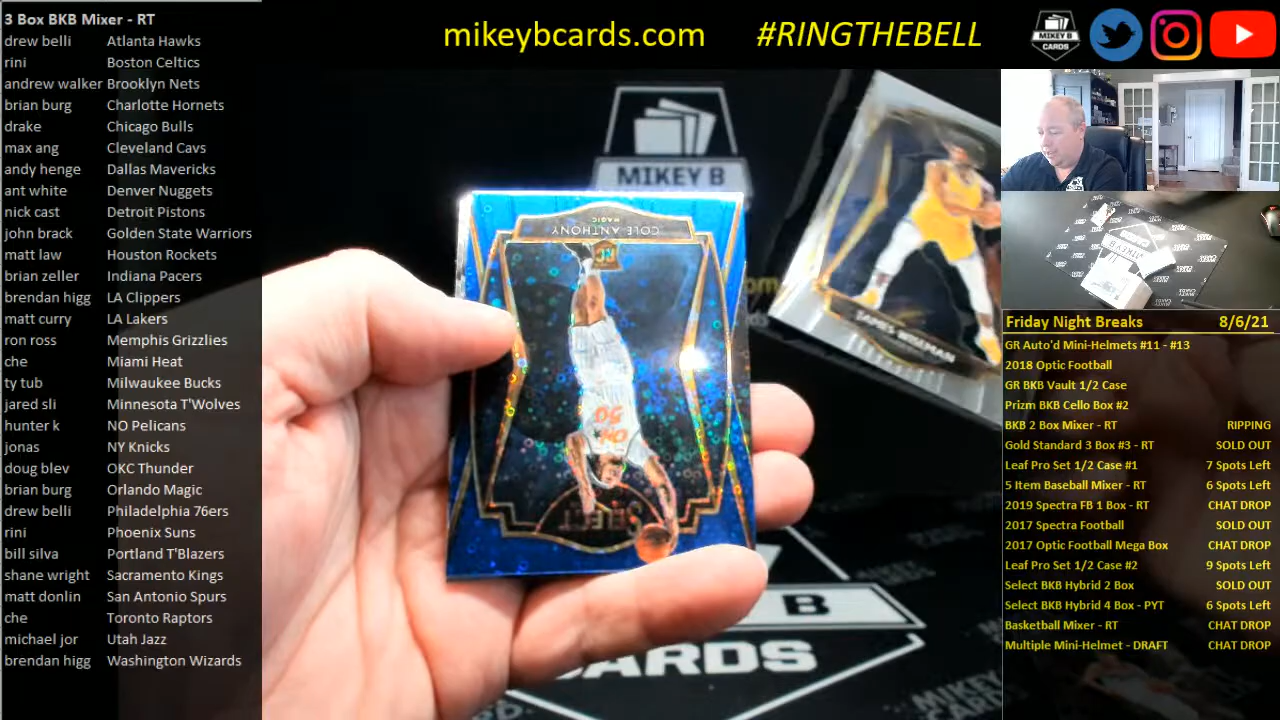 3 Box BKB Mixer - RT
drew belli Atlanta Hawks
rini Boston Celtics
andrew walker Brooklyn Nets
brian burg Charlotte Hornets
drake Chicago Bulls
max ang Cleveland Cavs
andy henge Dallas Mavericks
ant white Denver Nuggets
nick cast Detroit Pistons
john brack Golden State Warriors
matt law Houston Rockets
brian zeller Indiana Pacers
brendan higg LA Clippers
matt curry LA Lakers
ron ross Memphis Grizzlies
che Miami Heat
ty tub Milwaukee Bucks
jared sli Minnesota T'Wolves
hunter k NO Pelicans
jonas NY Knicks
doug blev OKC Thunder
brian burg Orlando Magic
drew belli Philadelphia 76ers
rini Phoenix Suns
bill silva Portland T'Blazers
shane wright Sacramento Kings
matt donlin San Antonio Spurs
che Toronto Raptors
michael jor Utah Jazz
brendan higg Washington Wizards
mikeybcards.com #RINGTHEBELL
MIKEY B
CARDS
MIKEY B
COLE ANTHONY
MAGIC
RC
50
SELECT
JAMES WISEMAN
B
CARDS
Friday Night Breaks 8/6/21
GR Auto'd Mini-Helmets #11 - #13
2018 Optic Football
GR BKB Vault 1/2 Case
Prizm BKB Cello Box #2
BKB 2 Box Mixer - RT RIPPING
Gold Standard 3 Box #3 - RT SOLD OUT
Leaf Pro Set 1/2 Case #1 7 Spots Left
5 Item Baseball Mixer - RT 6 Spots Left
2019 Spectra FB 1 Box - RT CHAT DROP
2017 Spectra Football SOLD OUT
2017 Optic Football Mega Box CHAT DROP
Leaf Pro Set 1/2 Case #2 9 Spots Left
Select BKB Hybrid 2 Box SOLD OUT
Select BKB Hybrid 4 Box - PYT 6 Spots Left
Basketball Mixer - RT CHAT DROP
Multiple Mini-Helmet - DRAFT CHAT DROP